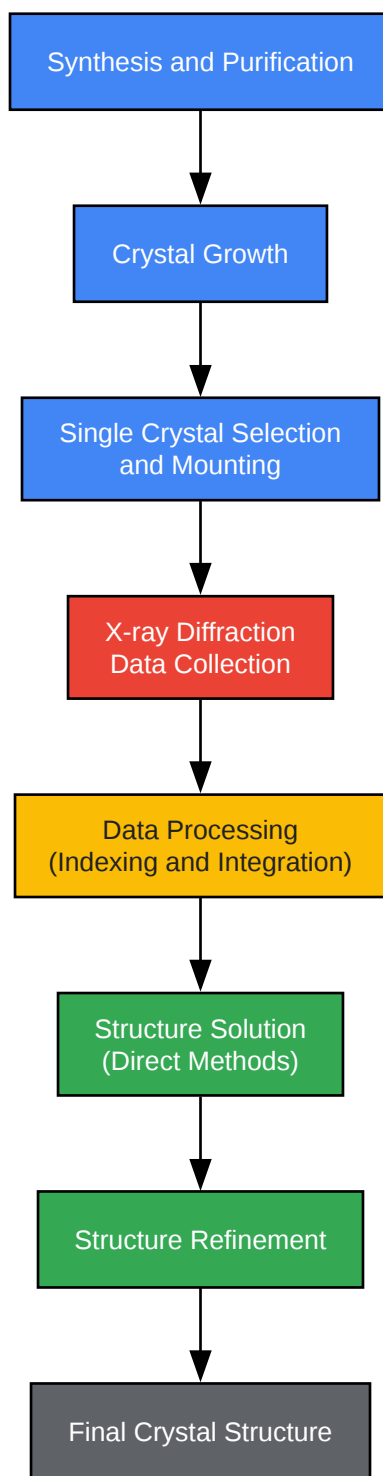 Synthesis and Purification
Crystal Growth
Single Crystal Selection
and Mounting
X-ray Diffraction
Data Collection
Data Processing
(Indexing and Integration)
Structure Solution
(Direct Methods)
Structure Refinement
Final Crystal Structure